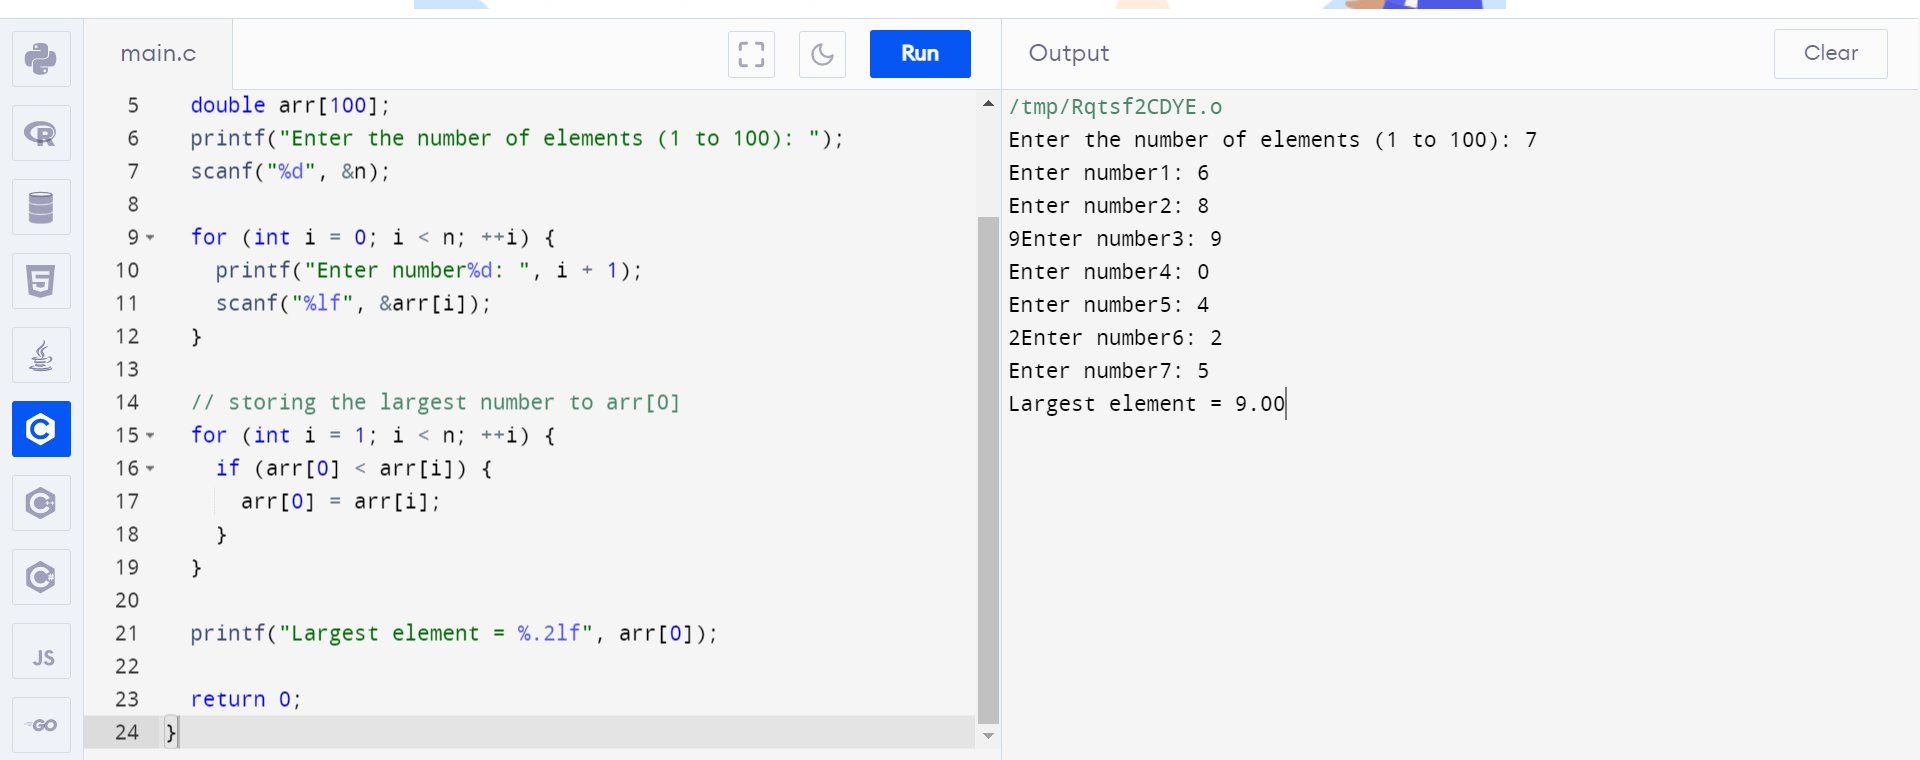 main.c
Run
Output
Clear
5 double arr[100];
6 printf("Enter the number of elements (1 to 100): ");
7 scanf("%d", &n);
8
9 for (int i = 0; i < n; ++i) {
10 printf("Enter number%d: ", i + 1);
11 scanf("%lf", &arr[i]);
12 }
13
14 // storing the largest number to arr[0]
15 for (int i = 1; i < n; ++i) {
16 if (arr[0] < arr[i]) {
17 arr[0] = arr[i];
18 }
19 }
20
21 printf("Largest element = %.2lf", arr[0]);
22
23 return 0;
24 }
/tmp/Rqtsf2CDYE.o
Enter the number of elements (1 to 100): 7
Enter number1: 6
Enter number2: 8
9Enter number3: 9
Enter number4: 0
Enter number5: 4
2Enter number6: 2
Enter number7: 5
Largest element = 9.00
R
5
C
C
C
JS
GO